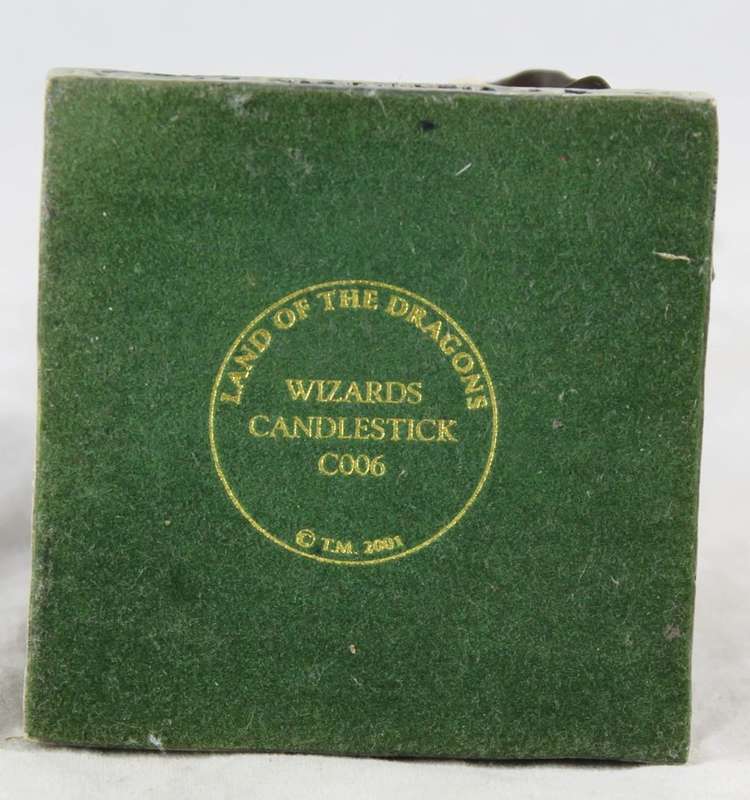 LAND OF THE DRAGONS
WIZARDS
CANDLESTICK
C006
© T.M. 2001